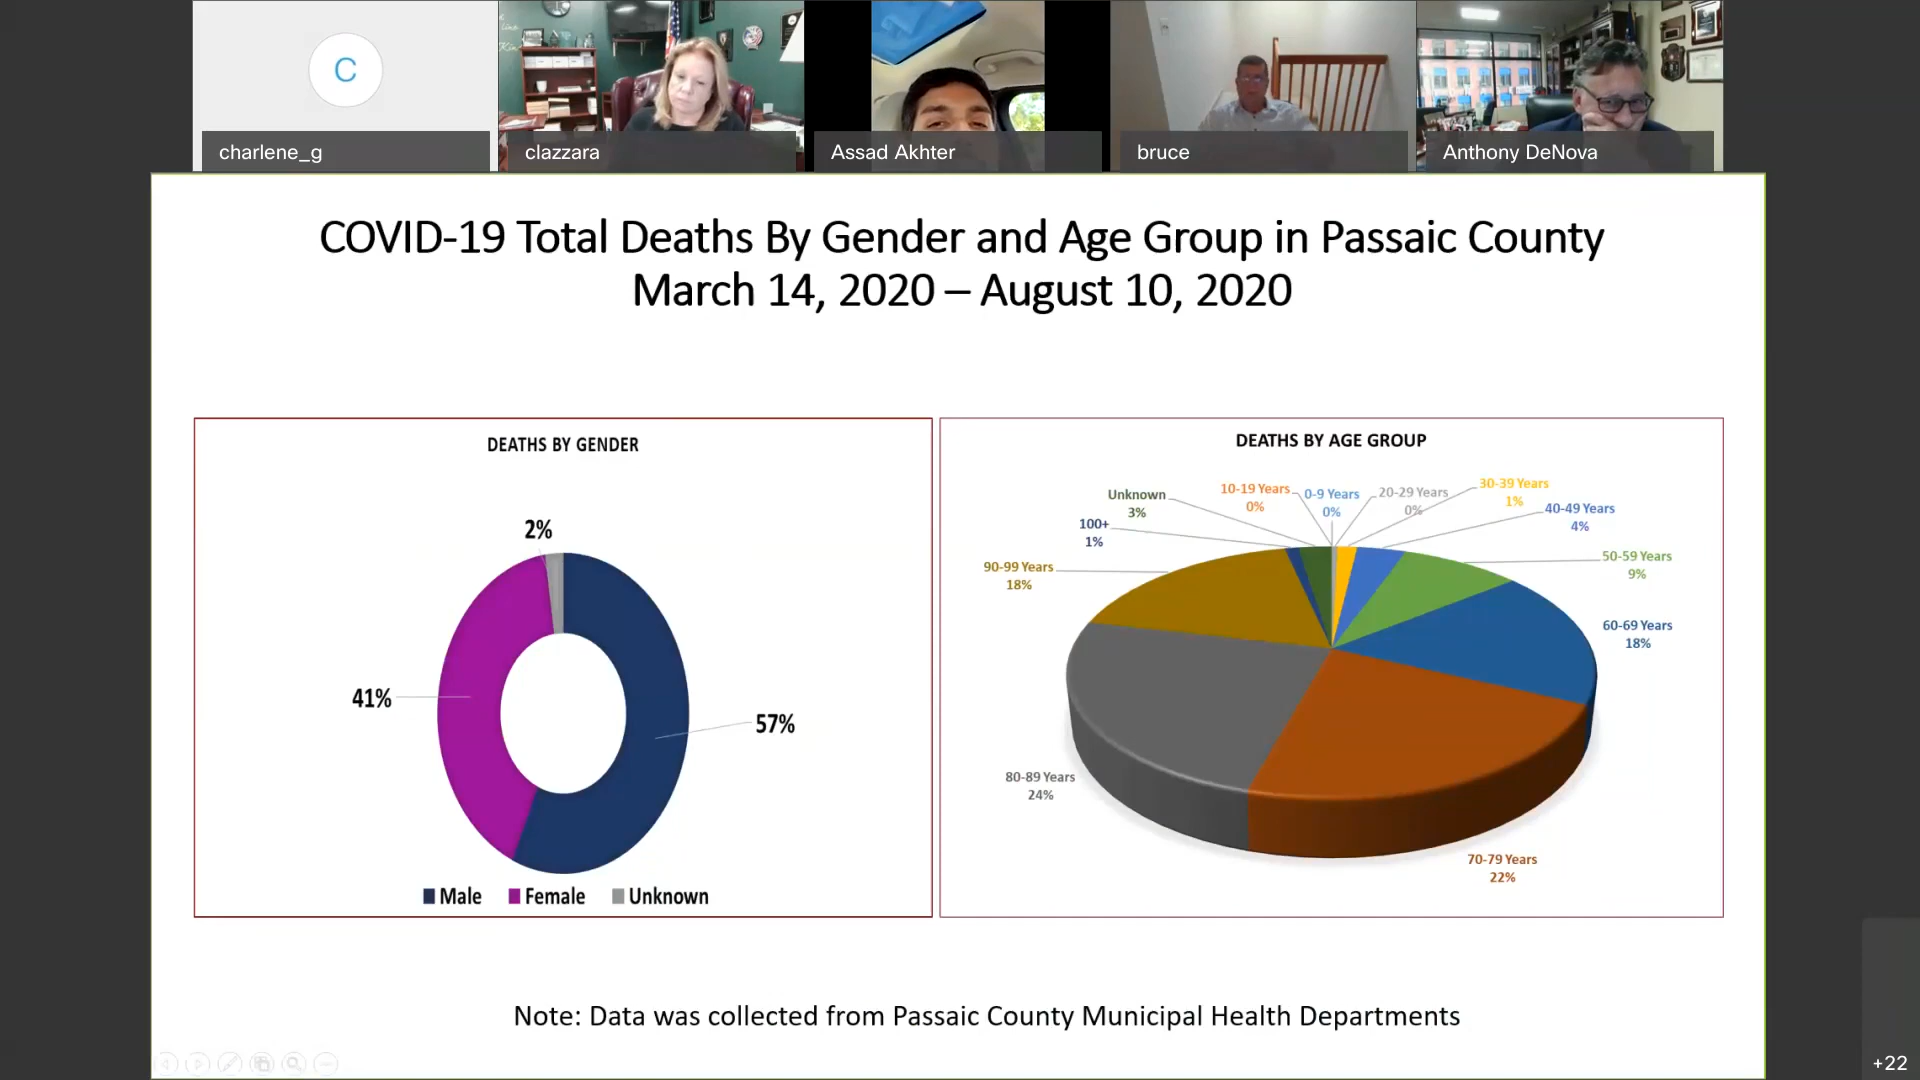 C
charlene_g
clazzara
Assad Akhter
bruce
Anthony DeNova
COVID-19 Total Deaths By Gender and Age Group in Passaic County
March 14, 2020 – August 10, 2020
DEATHS BY GENDER
2%
41%
57%
Male
Female
Unknown
DEATHS BY AGE GROUP
Unknown
3%
10-19 Years
0%
0-9 Years
0%
20-29 Years
0%
30-39 Years
1%
40-49 Years
4%
100+
1%
50-59 Years
9%
90-99 Years
18%
60-69 Years
18%
80-89 Years
24%
70-79 Years
22%
Note: Data was collected from Passaic County Municipal Health Departments
+22